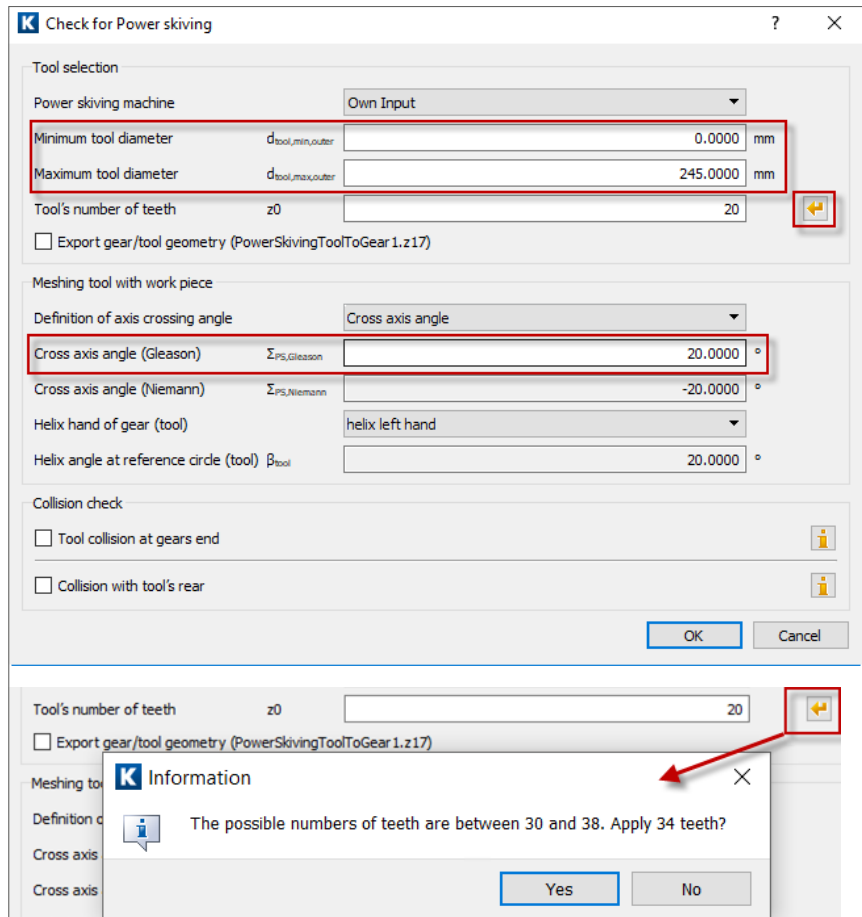 K Check for Power skiving ? ×
Tool selection
Power skiving machine Own Input
Minimum tool diameter dtool,min,outer 0.0000 mm
Maximum tool diameter dtool,max,outer 245.0000 mm
Tool's number of teeth z0 20
Export gear/tool geometry (PowerSkivingToolToGear1.z17)
Meshing tool with work piece
Definition of axis crossing angle Cross axis angle
Cross axis angle (Gleason) ΣPS,Gleason 20.0000 °
Cross axis angle (Niemann) ΣPS,Niemann -20.0000 °
Helix hand of gear (tool) helix left hand
Helix angle at reference circle (tool) βtool 20.0000 °
Collision check
Tool collision at gears end i
Collision with tool's rear i
OK Cancel
Tool's number of teeth z0 20
Export gear/tool geometry (PowerSkivingToolToGear1.z17)
Meshing to K Information ×
Definition c i The possible numbers of teeth are between 30 and 38. Apply 34 teeth?
Cross axis
Cross axis Yes No